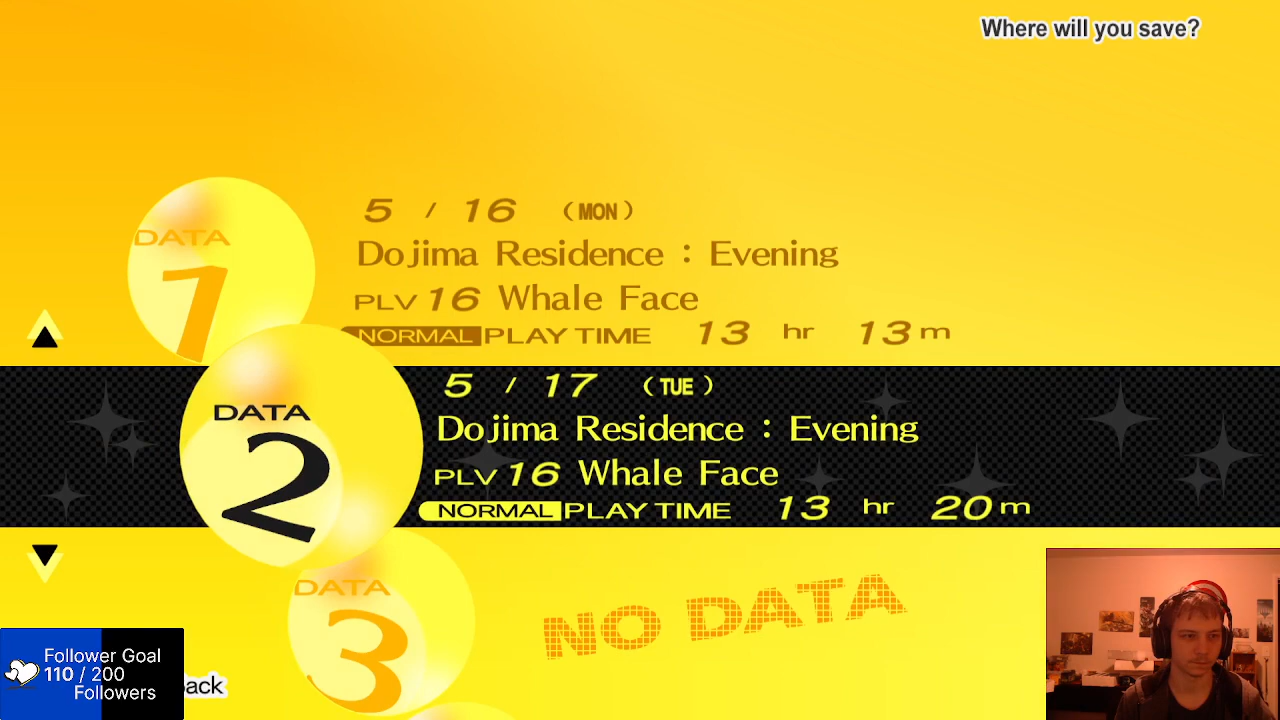 Where will you save?
5 / 16 (MON)
DATA
1
Dojima Residence : Evening
PLV 16 Whale Face
NORMAL PLAY TIME 13 hr 13 m
5 / 17 (TUE)
DATA
2
Dojima Residence : Evening
PLV 16 Whale Face
NORMAL PLAY TIME 13 hr 20 m
DATA
3
NO DATA
Follower Goal
110 / 200
Followers